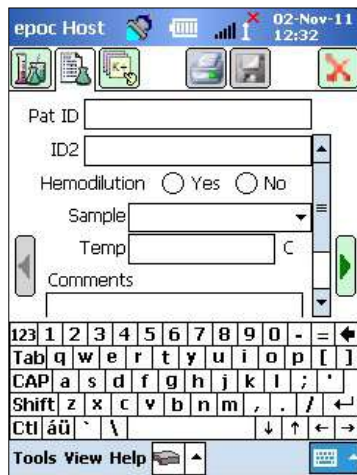 epoc Host 02-Nov-11
12:32
K+
Pat ID
ID2
Hemodilution Yes No
Sample
Temp C
Comments
123 1 2 3 4 5 6 7 8 9 0 - =
Tab q w e r t y u i o p [ ]
CAP a s d f g h j k l ; '
Shift z x c v b n m , . /
Ctl áü ` \
Tools View Help